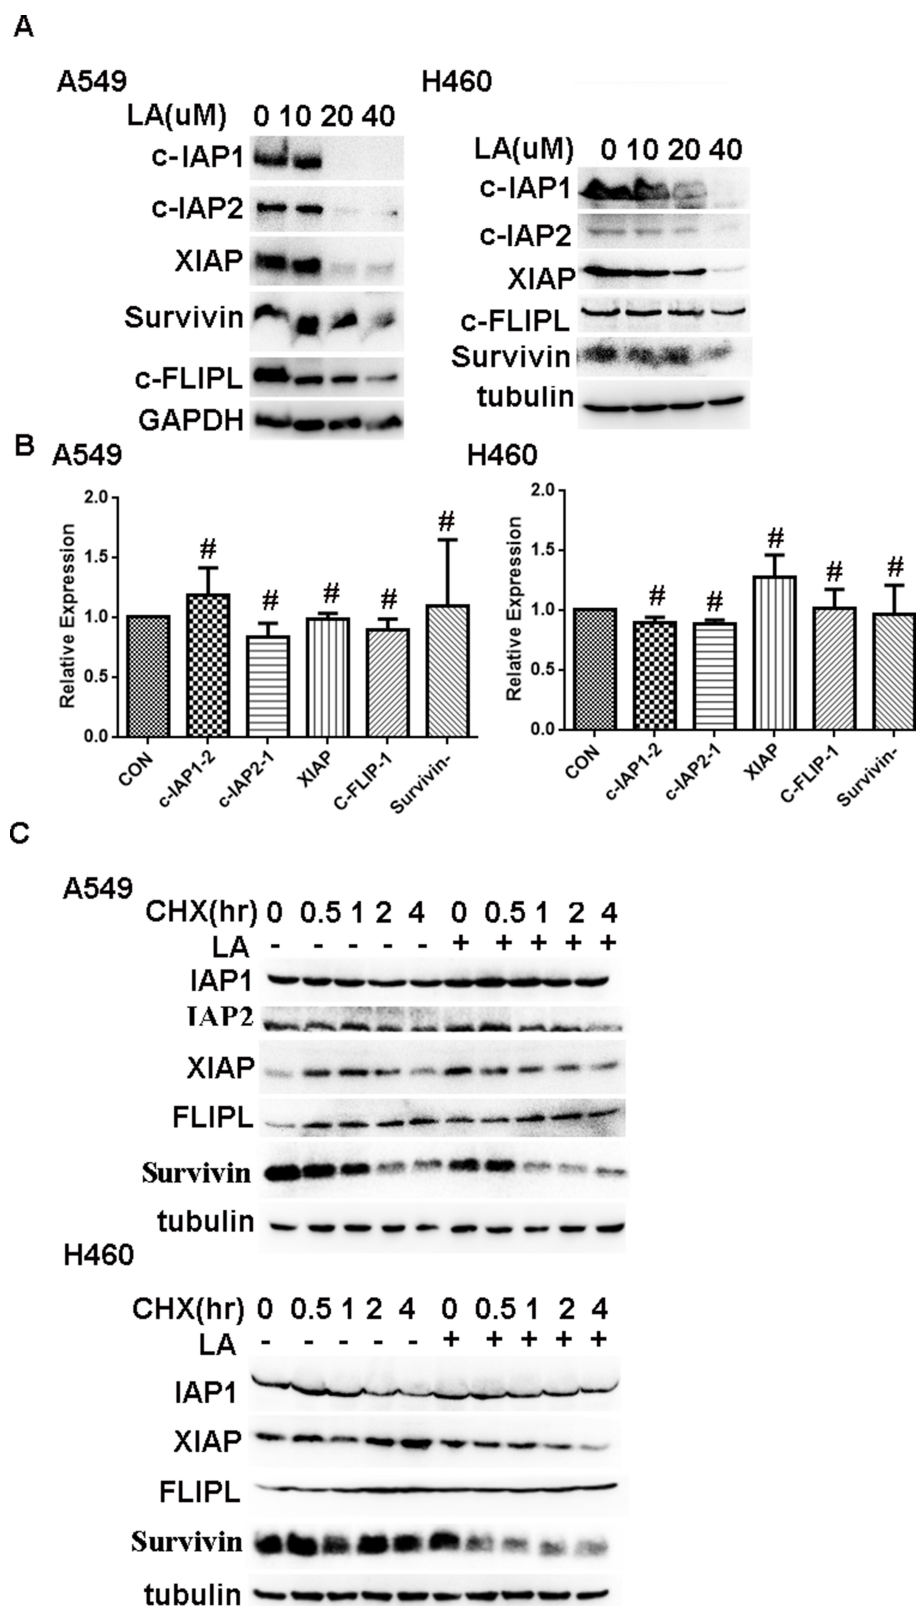 A
A549
LA(uM) 0 10 20 40
c-IAP1
c-IAP2
XIAP
Survivin
c-FLIPL
GAPDH
H460
LA(uM) 0 10 20 40
c-IAP1
c-IAP2
XIAP
c-FLIPL
Survivin
tubulin
B
A549
Relative Expression
2.0
1.5
1.0
0.5
0.0
# # # # #
CON c-IAP1-2 c-IAP2-1 XIAP C-FLIP-1 Survivin-
H460
Relative Expression
2.0
1.5
1.0
0.5
0.0
# # # # #
CON c-IAP1-2 c-IAP2-1 XIAP C-FLIP-1 Survivin-
C
A549
CHX(hr) 0 0.5 1 2 4 0 0.5 1 2 4
LA - - - - - + + + + +
IAP1
IAP2
XIAP
FLIPL
Survivin
tubulin
H460
CHX(hr) 0 0.5 1 2 4 0 0.5 1 2 4
LA - - - - - + + + + +
IAP1
XIAP
FLIPL
Survivin
tubulin